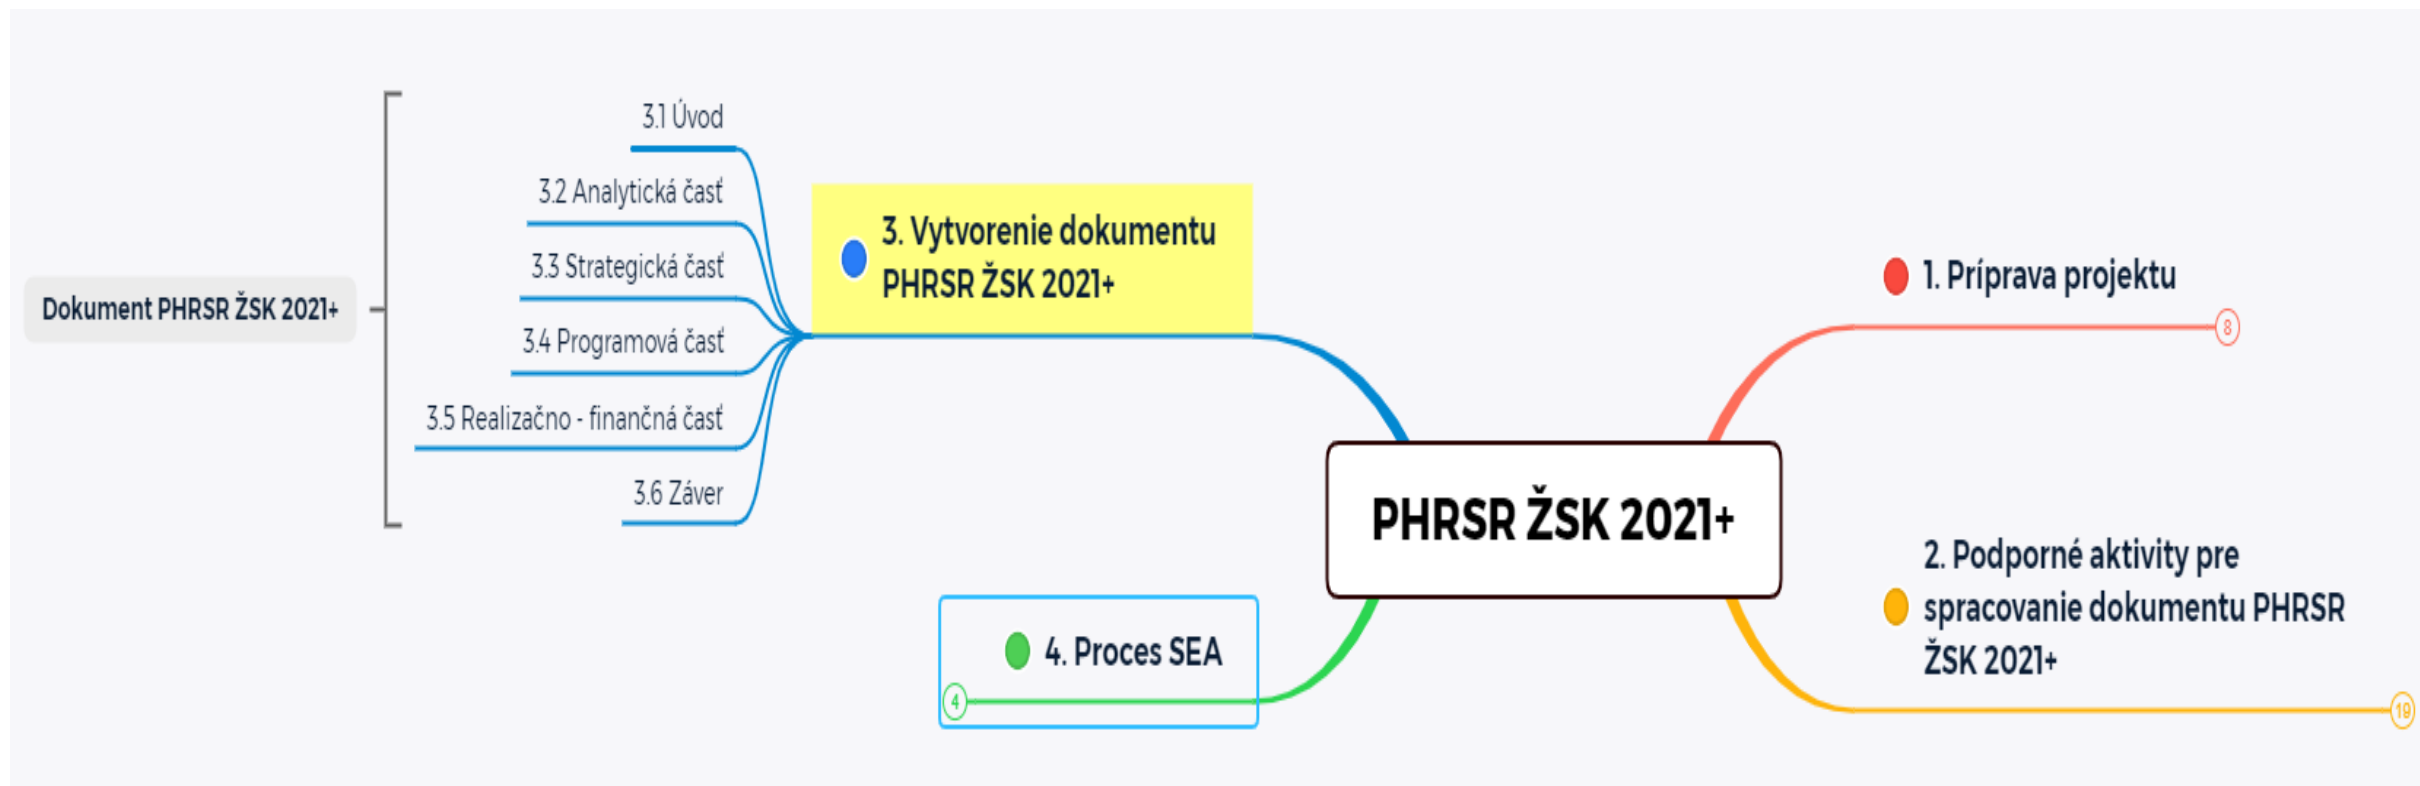 PHRSR ŽSK 2021+
1. Príprava projektu
8
2. Podporné aktivity pre
spracovanie dokumentu PHRSR
ŽSK 2021+
19
3. Vytvorenie dokumentu
PHRSR ŽSK 2021+
3.1 Úvod
3.2 Analytická časť
3.3 Strategická časť
3.4 Programová časť
3.5 Realizačno - finančná časť
3.6 Záver
Dokument PHRSR ŽSK 2021+
4. Proces SEA
4